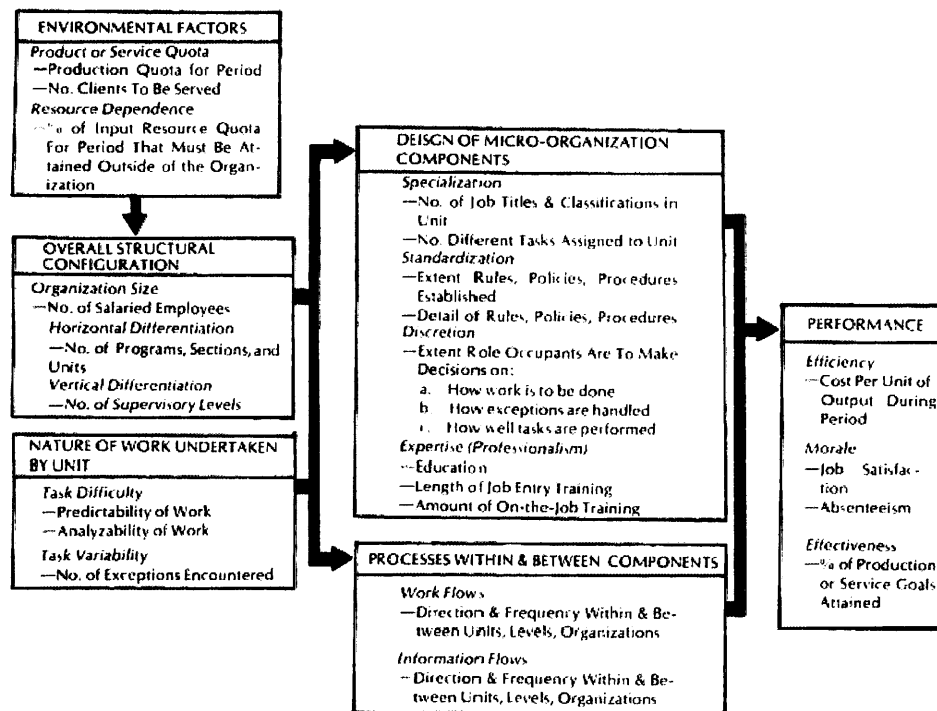 ENVIRONMENTAL FACTORS
Product or Service Quota
—Production Quota for Period
—No. Clients To Be Served
Resource Dependence
—% of Input Resource Quota
For Period That Must Be At-
tained Outside of the Organ-
ization
OVERALL STRUCTURAL
CONFIGURATION
Organization Size
—No. of Salaried Employees
Horizontal Differentiation
—No. of Programs, Sections, and
Units
Vertical Differentiation
—No. of Supervisory Levels
NATURE OF WORK UNDERTAKEN
BY UNIT
Task Difficulty
—Predictability of Work
—Analyzability of Work
Task Variability
—No. of Exceptions Encountered
DEISGN OF MICRO-ORGANIZATION
COMPONENTS
Specialization
—No. of Job Titles & Classifications in
Unit
—No. Different Tasks Assigned to Unit
Standardization
—Extent Rules, Policies, Procedures
Established
—Detail of Rules, Policies, Procedures
Discretion
—Extent Role Occupants Are To Make
Decisions on:
a. How work is to be done
b How exceptions are handled
c. How well tasks are performed
Expertise (Professionalism)
—Education
—Length of Job Entry Training
—Amount of On-the-Job Training
PROCESSES WITHIN & BETWEEN COMPONENTS
Work Flows
—Direction & Frequency Within & Be-
tween Units, Levels, Organizations
Information Flows
—Direction & Frequency Within & Be-
tween Units, Levels, Organizations
PERFORMANCE
Efficiency
—Cost Per Unit of
Output During
Period
Morale
—Job Satisfac-
tion
—Absenteeism
Effectiveness
—% of Production
or Service Goals
Attained